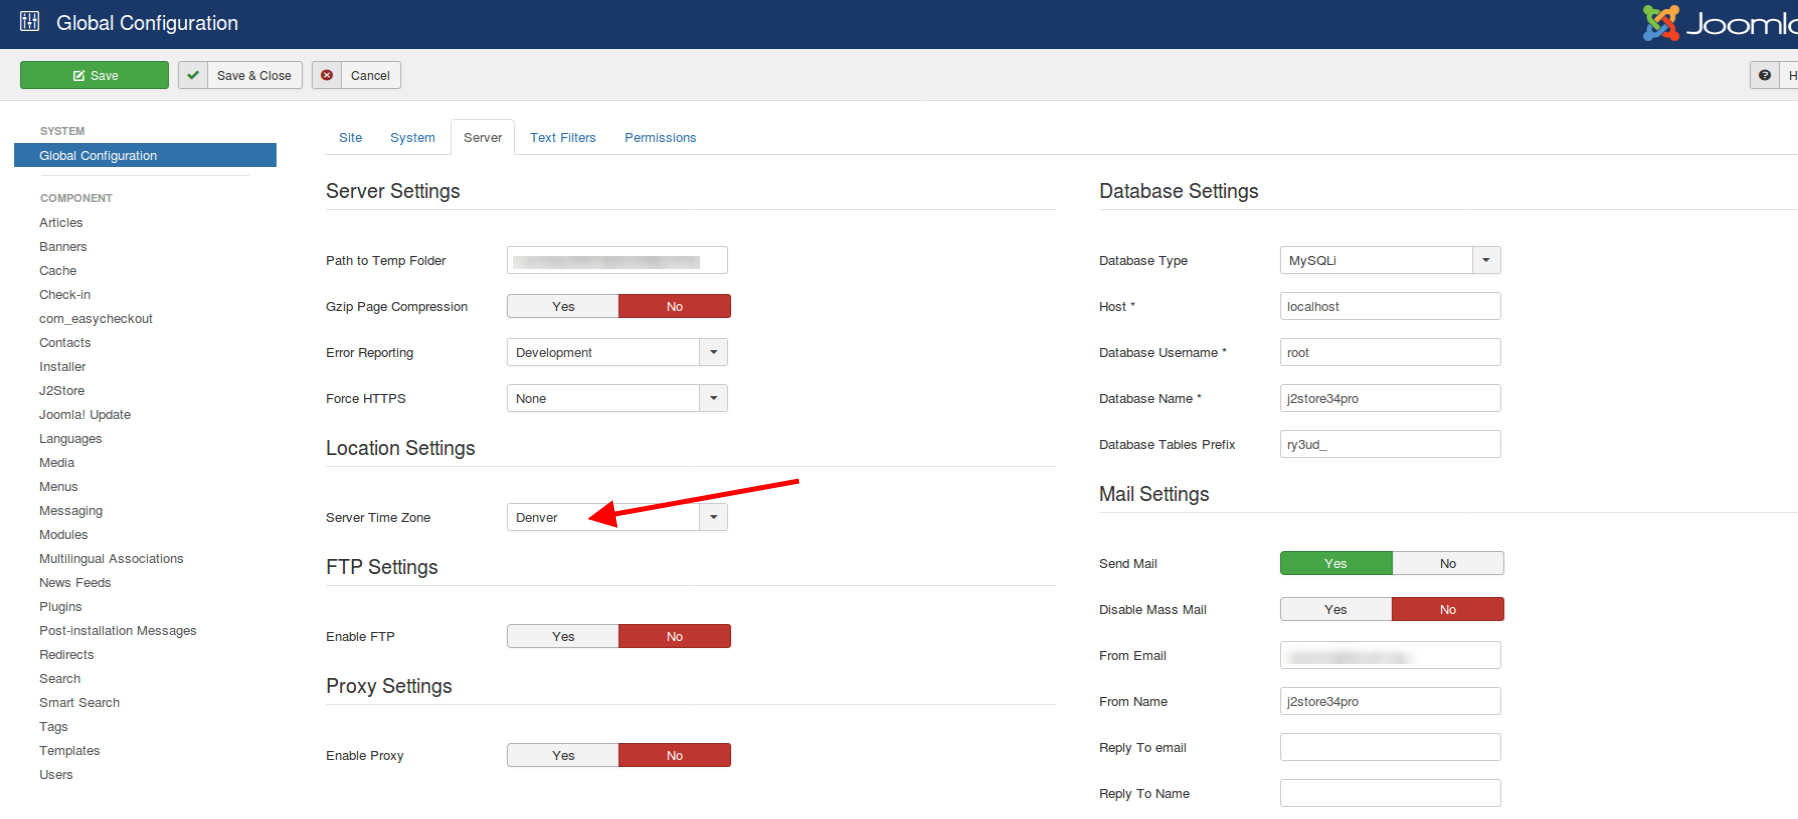 Global Configuration
Save
Save & Close
Cancel
SYSTEM
Global Configuration
COMPONENT
Articles
Banners
Cache
Check-in
com_easycheckout
Contacts
Installer
J2Store
Joomla! Update
Languages
Media
Menus
Messaging
Modules
Multilingual Associations
News Feeds
Plugins
Post-installation Messages
Redirects
Search
Smart Search
Tags
Templates
Users
Site System Server Text Filters Permissions
Server Settings
Path to Temp Folder
Gzip Page Compression Yes No
Error Reporting Development
Force HTTPS None
Location Settings
Server Time Zone Denver
FTP Settings
Enable FTP Yes No
Proxy Settings
Enable Proxy Yes No
Database Settings
Database Type MySQLi
Host * localhost
Database Username * root
Database Name * j2store34pro
Database Tables Prefix ry3ud_
Mail Settings
Send Mail Yes No
Disable Mass Mail Yes No
From Email
From Name j2store34pro
Reply To email
Reply To Name